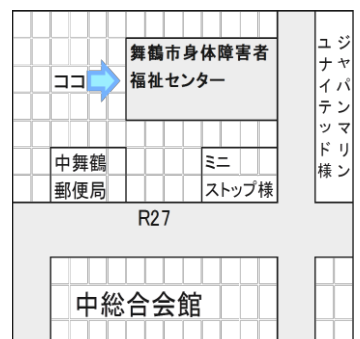 舞鶴市身体障害者
福祉センター
ココ
ジャパンマリン
ユナイテッド様
中舞鶴
郵便局
ミニ
ストップ様
R27
中総合会館